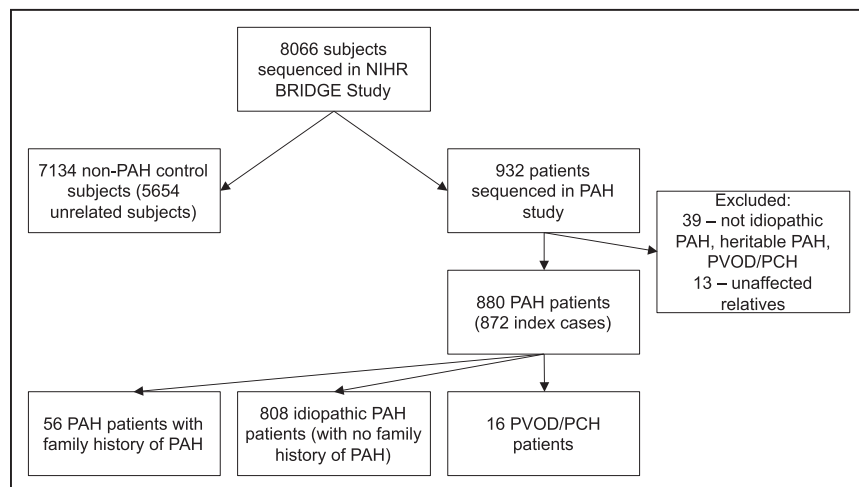 8066 subjects
sequenced in NIHR
BRIDGE Study
7134 non-PAH control
subjects (5654
unrelated subjects)
932 patients
sequenced in PAH
study
Excluded:
39 – not idiopathic
PAH, heritable PAH,
PVOD/PCH
13 – unaffected
relatives
880 PAH patients
(872 index cases)
56 PAH patients with
family history of PAH
808 idiopathic PAH
patients (with no family
history of PAH)
16 PVOD/PCH
patients